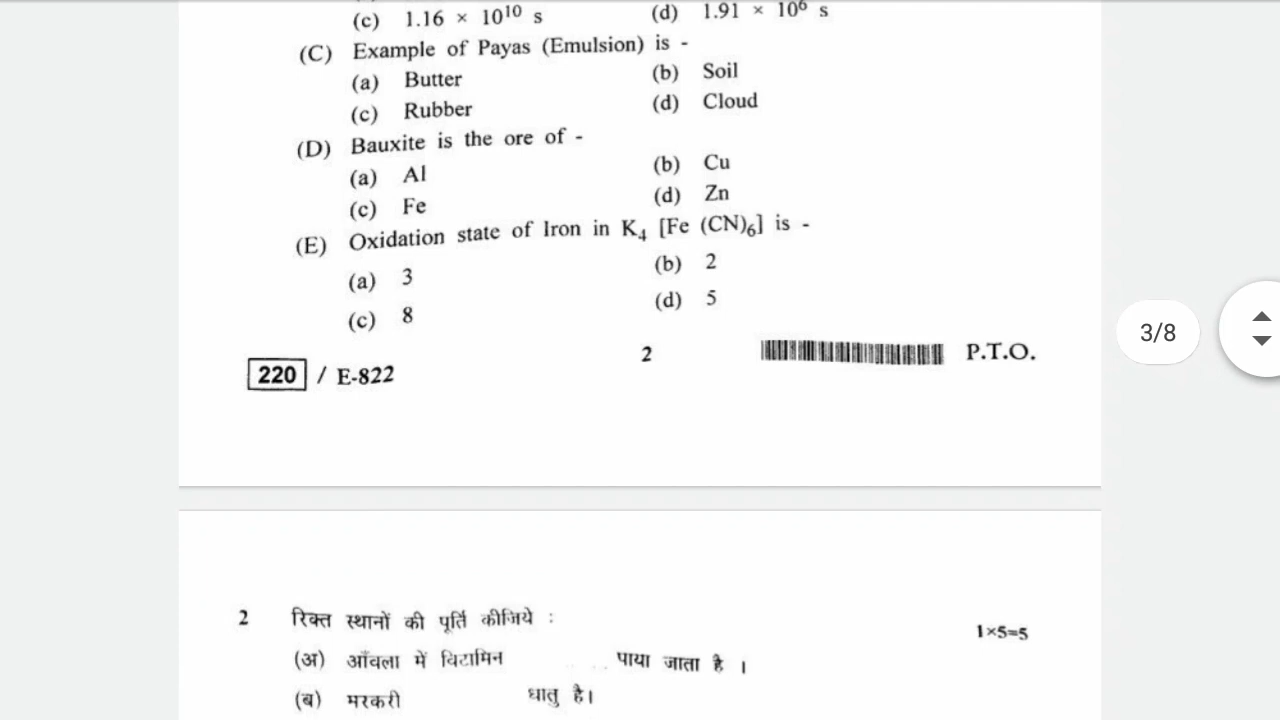 (c) 1.16 × 10¹⁰ s (d) 1.91 × 10⁶ s
(C) Example of Payas (Emulsion) is -
(a) Butter (b) Soil
(c) Rubber (d) Cloud
(D) Bauxite is the ore of -
(a) Al (b) Cu
(c) Fe (d) Zn
(E) Oxidation state of Iron in K₄ [Fe (CN)₆] is -
(a) 3 (b) 2
(c) 8 (d) 5
3/8
220 / E-822 2 P.T.O.
2 रिक्त स्थानों की पूर्ति कीजिये : 1×5=5
(अ) आँवला में विटामिन पाया जाता है ।
(ब) मरकरी धातु है।